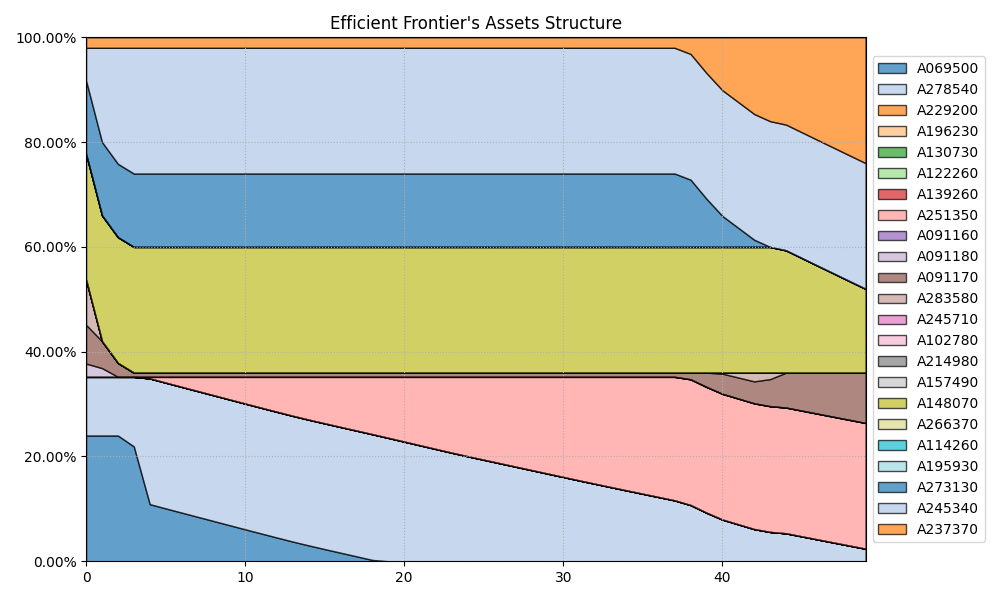 Efficient Frontier's Assets Structure
100.00%
80.00%
60.00%
40.00%
20.00%
0.00%
0
10
20
30
40
A069500
A278540
A229200
A196230
A130730
A122260
A139260
A251350
A091160
A091180
A091170
A283580
A245710
A102780
A214980
A157490
A148070
A266370
A114260
A195930
A273130
A245340
A237370